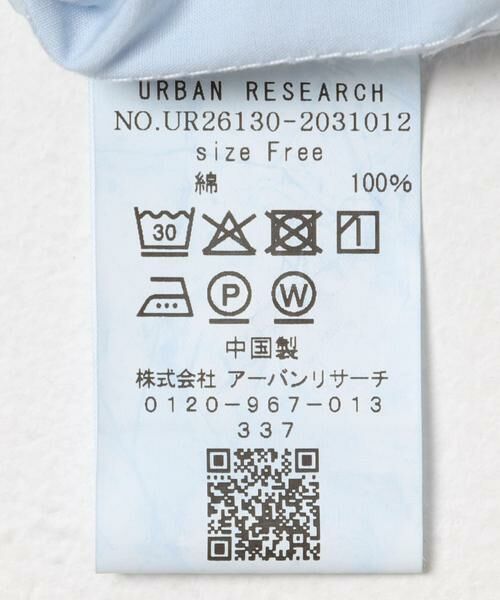 URBAN RESEARCH
NO.UR26130-2031012
size Free
綿 100%
30
P W
中国製
株式会社 アーバンリサーチ
0120-967-013
337